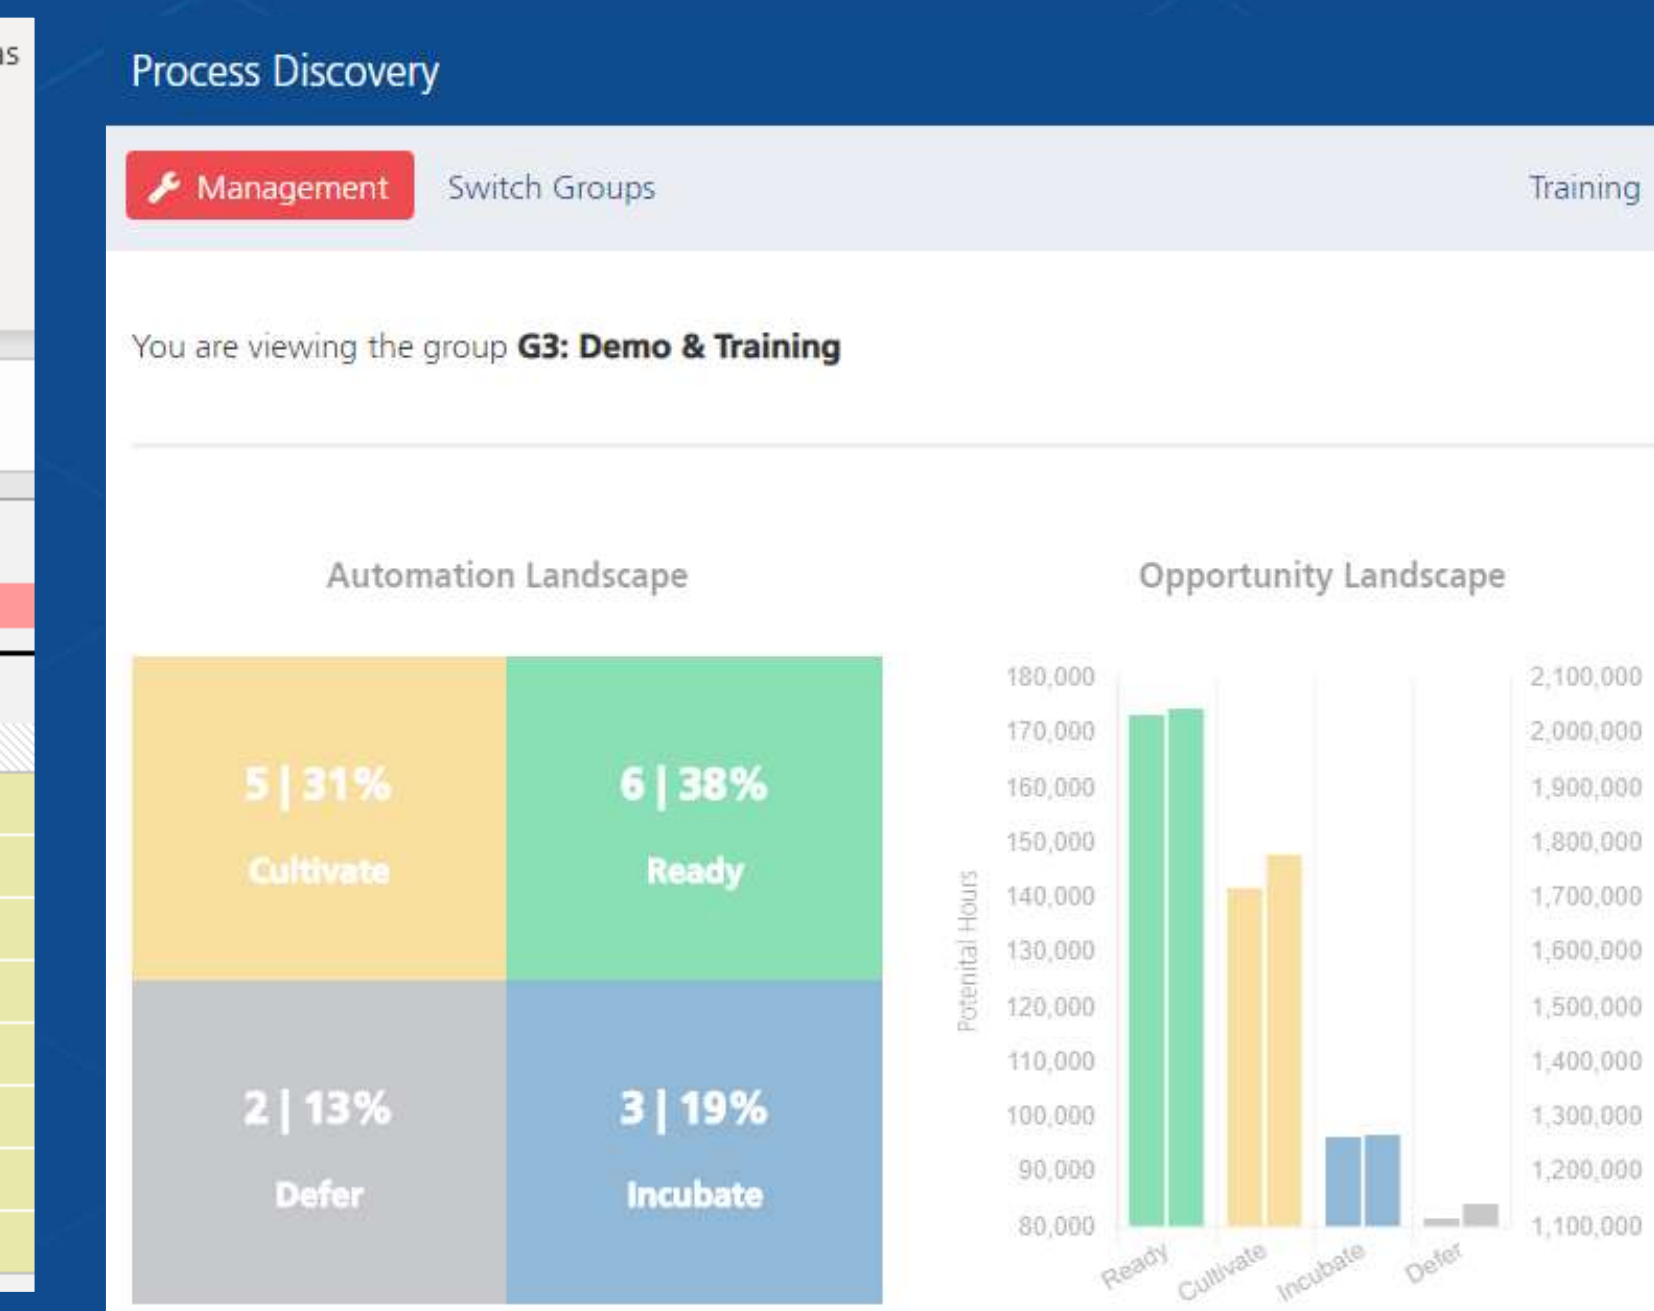 Process Discovery
Management
Switch Groups
Training
You are viewing the group G3: Demo & Training
Automation Landscape
5 | 31%
Cultivate
6 | 38%
Ready
2 | 13%
Defer
3 | 19%
Incubate
Opportunity Landscape
Potenital Hours
180,000
170,000
160,000
150,000
140,000
130,000
120,000
110,000
100,000
90,000
80,000
2,100,000
2,000,000
1,900,000
1,800,000
1,700,000
1,600,000
1,500,000
1,400,000
1,300,000
1,200,000
1,100,000
Ready
Cultivate
Incubate
Defer